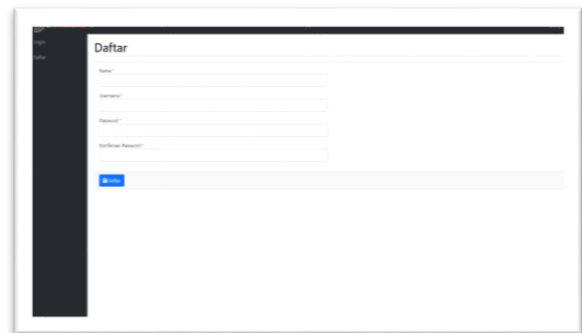 Login
Daftar
Daftar
Nama *
Username *
Password *
Konfirmasi Password *
Daftar